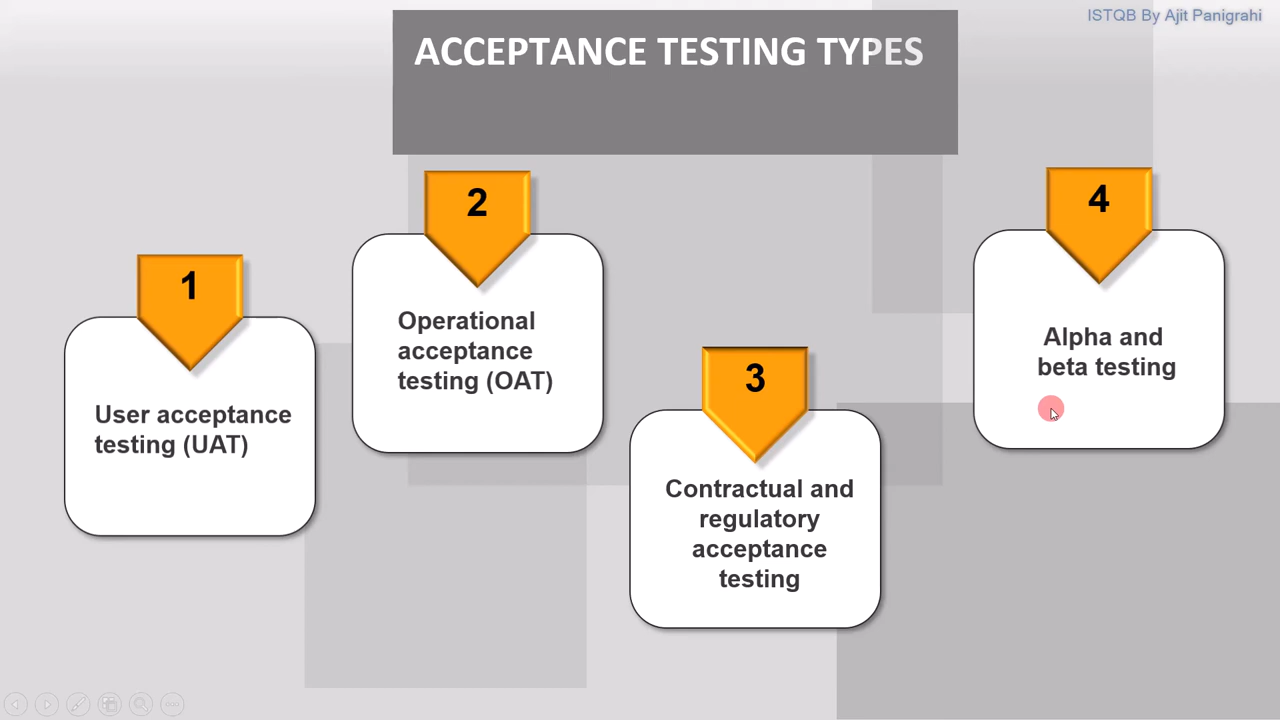 ISTQB By Ajit Panigrahi
ACCEPTANCE TESTING TYPES
1
User acceptance
testing (UAT)
2
Operational
acceptance
testing (OAT)
3
Contractual and
regulatory
acceptance
testing
4
Alpha and
beta testing